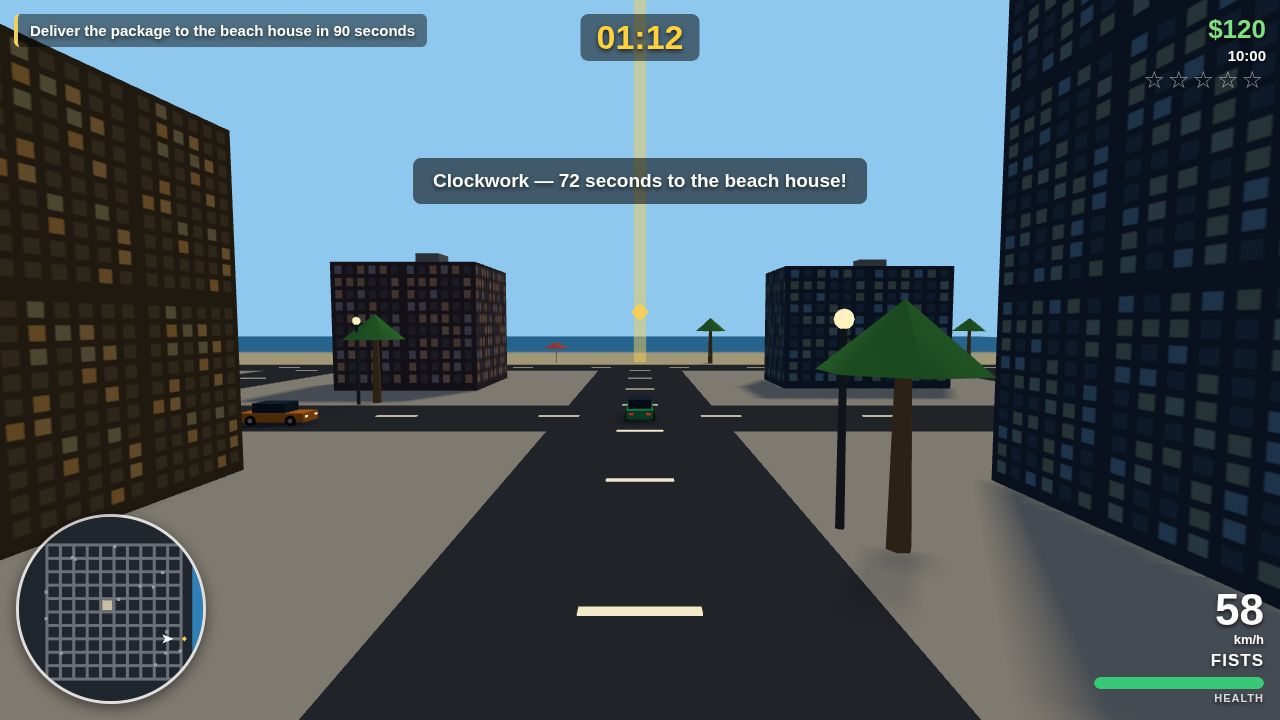 Deliver the package to the beach house in 90 seconds
01:12
$120
10:00
Clockwork — 72 seconds to the beach house!
58
km/h
FISTS
HEALTH